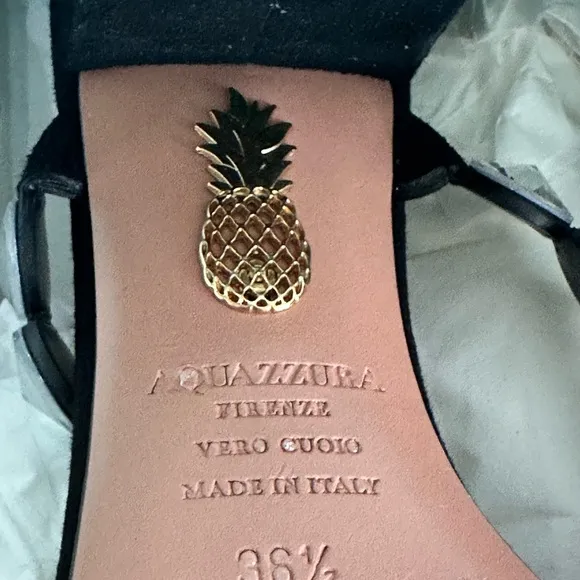 AQUAZZURA
FIRENZE
VERO CUOIO
MADE IN ITALY
36½